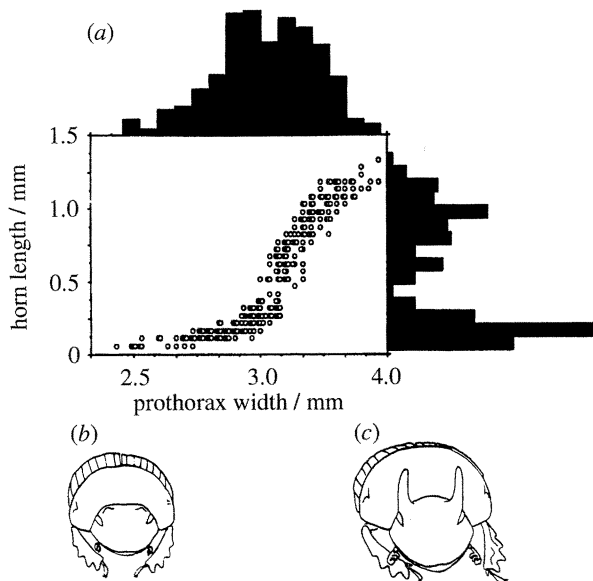 (a)
1.5
1.0
0.5
0
horn length / mm
2.5 3.0 4.0
prothorax width / mm
(b) (c)